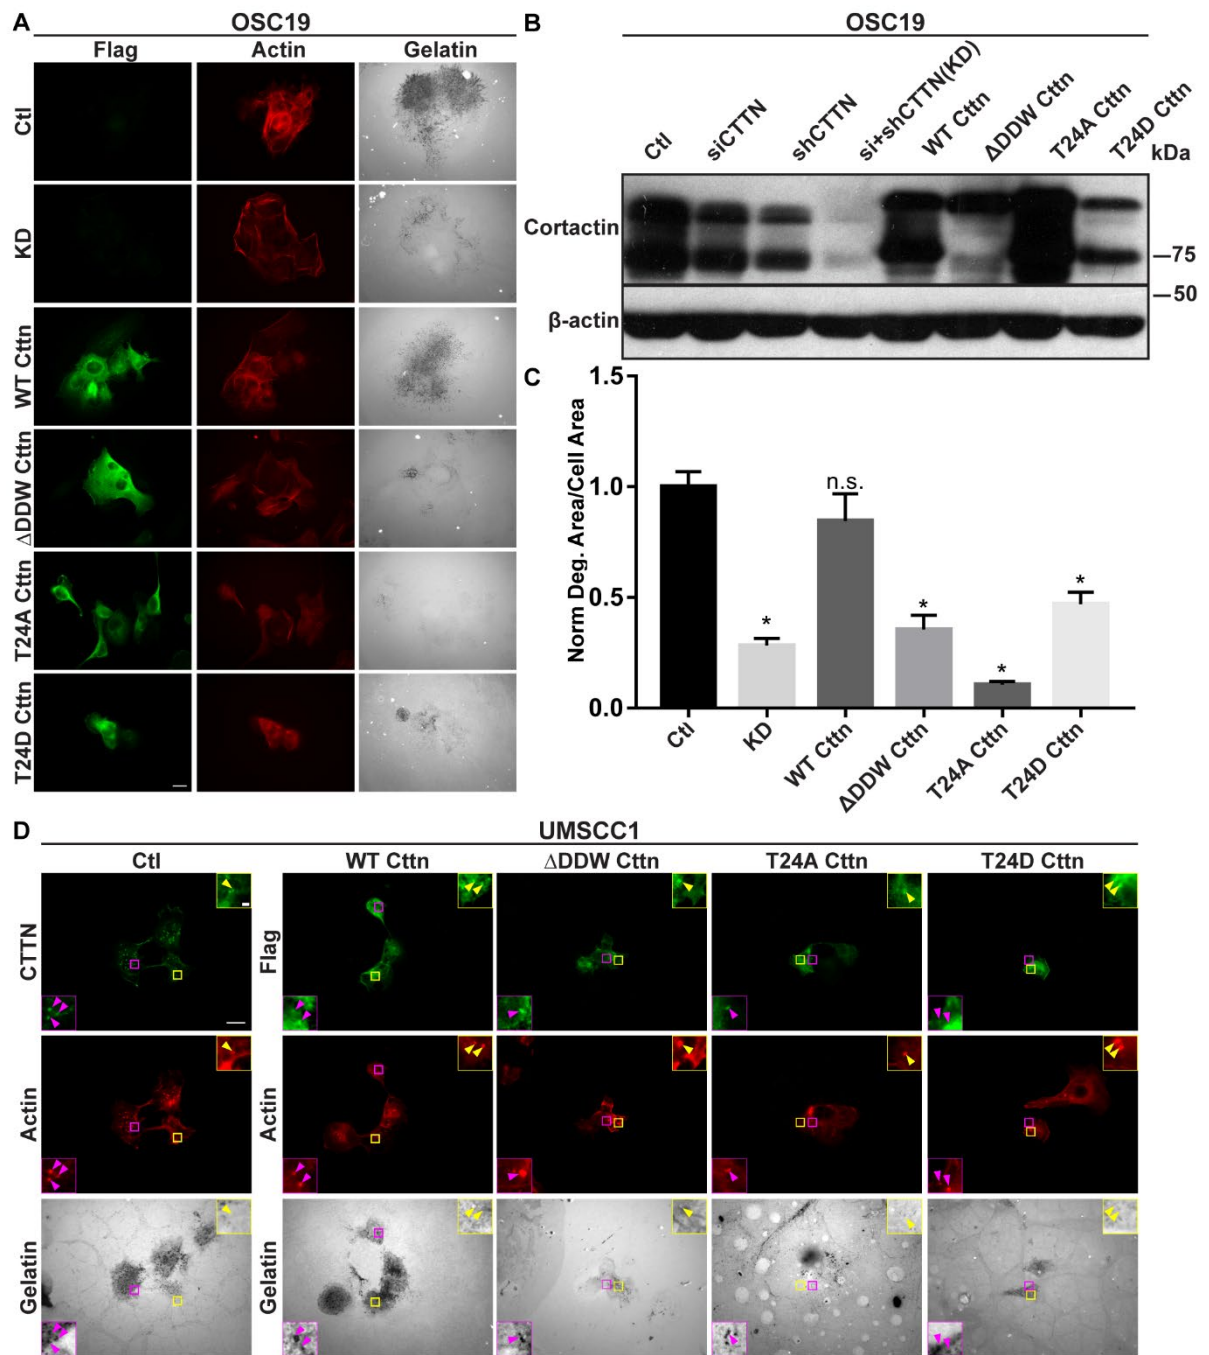 A
OSC19
Flag Actin Gelatin
Ctl
KD
WT Cttn
ΔDDW Cttn
T24A Cttn
T24D Cttn
B
OSC19
Ctl siCTTN shCTTN si+shCTTN(KD) WT Cttn ΔDDW Cttn T24A Cttn T24D Cttn kDa
Cortactin
75
50
β-actin
C
Norm Deg. Area/Cell Area
1.5
1.0
0.5
0.0
* n.s. * * *
Ctl KD WT Cttn ΔDDW Cttn T24A Cttn T24D Cttn
D
UMSCC1
Ctl WT Cttn ΔDDW Cttn T24A Cttn T24D Cttn
CTTN Flag
Actin Actin
Gelatin Gelatin